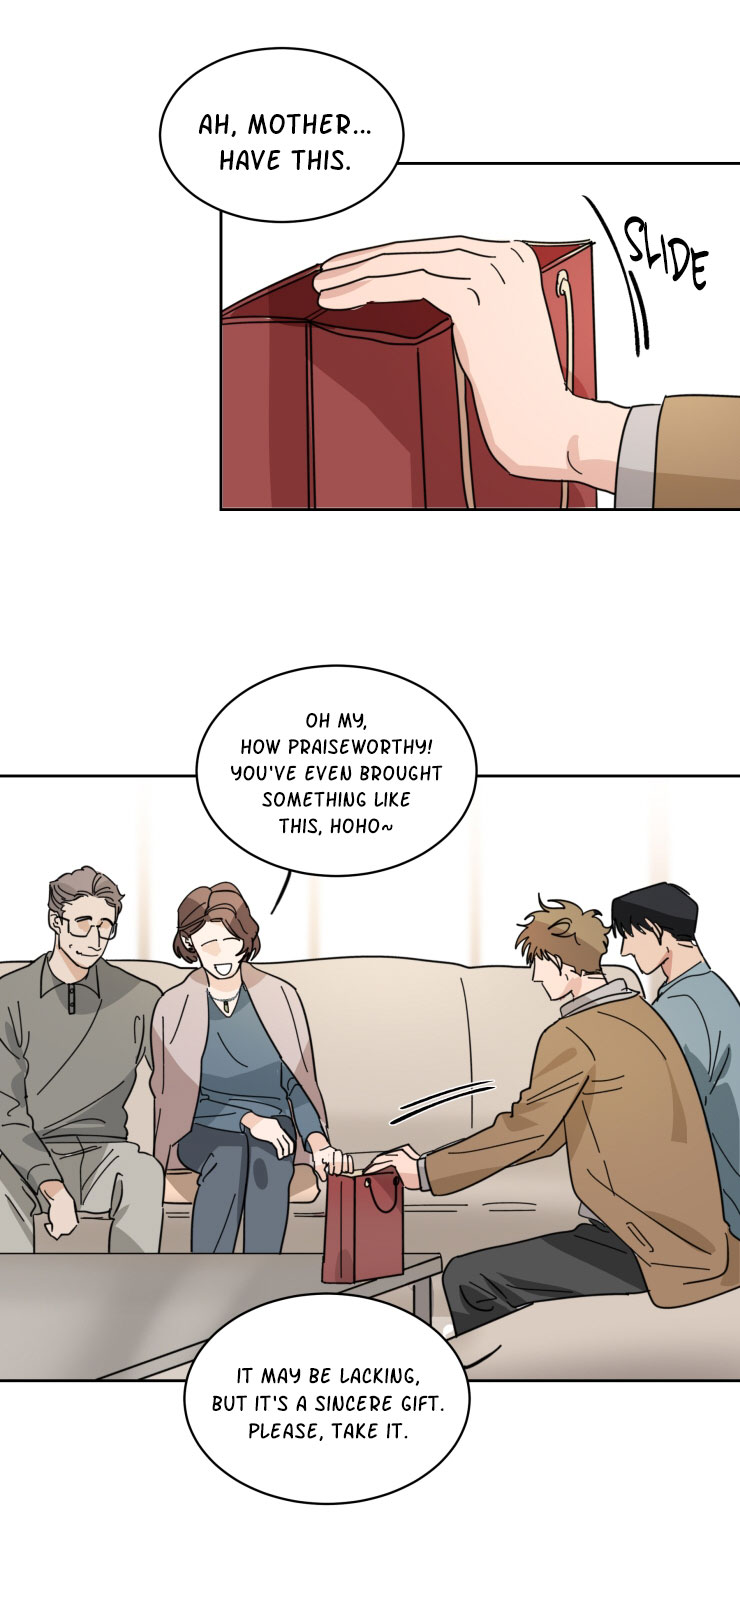 AH, MOTHER...
HAVE THIS.
SLIDE
OH MY,
HOW PRAISEWORTHY!
YOU'VE EVEN BROUGHT
SOMETHING LIKE
THIS, HOHO~
IT MAY BE LACKING,
BUT IT'S A SINCERE GIFT.
PLEASE, TAKE IT.